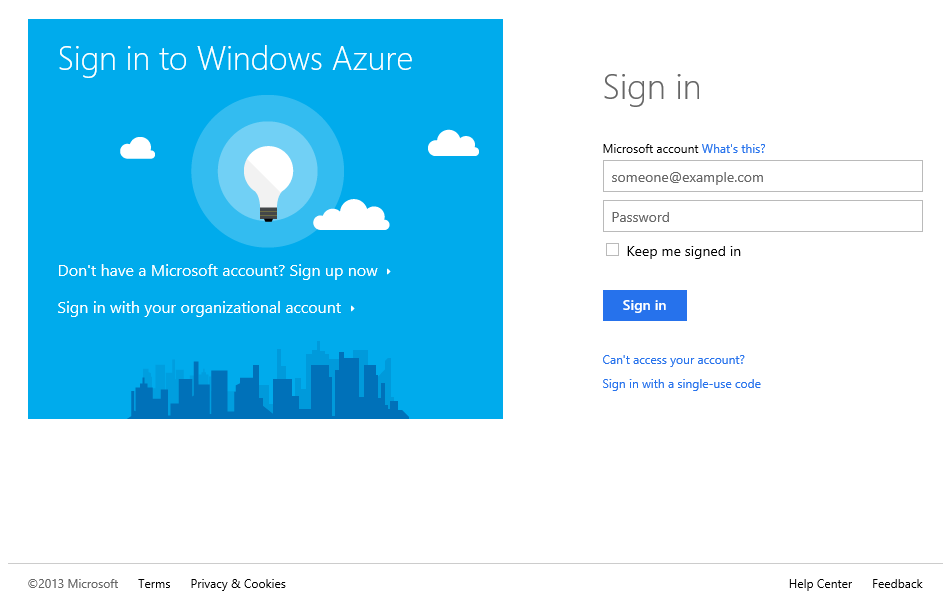 Sign in to Windows Azure
Don't have a Microsoft account? Sign up now
Sign in with your organizational account
Sign in
Microsoft account What's this?
someone@example.com
Password
Keep me signed in
Sign in
Can't access your account?
Sign in with a single-use code
©2013 Microsoft Terms Privacy & Cookies Help Center Feedback